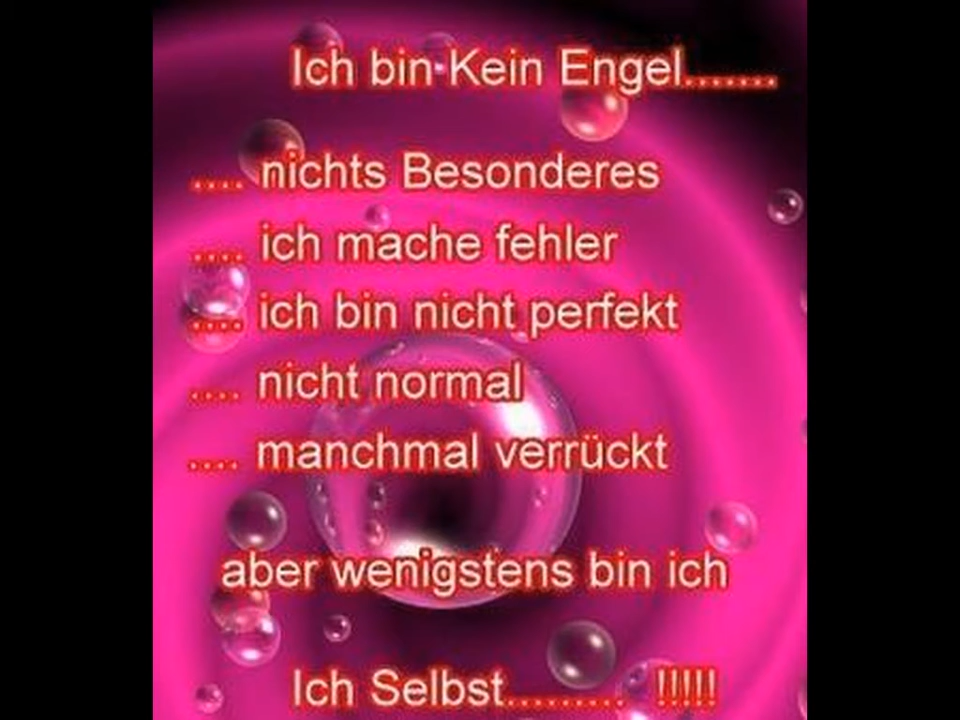 Ich bin Kein Engel.......
.... nichts Besonderes
.... ich mache fehler
.... ich bin nicht perfekt
.... nicht normal
.... manchmal verrückt
aber wenigstens bin ich
Ich Selbst.......... !!!!!